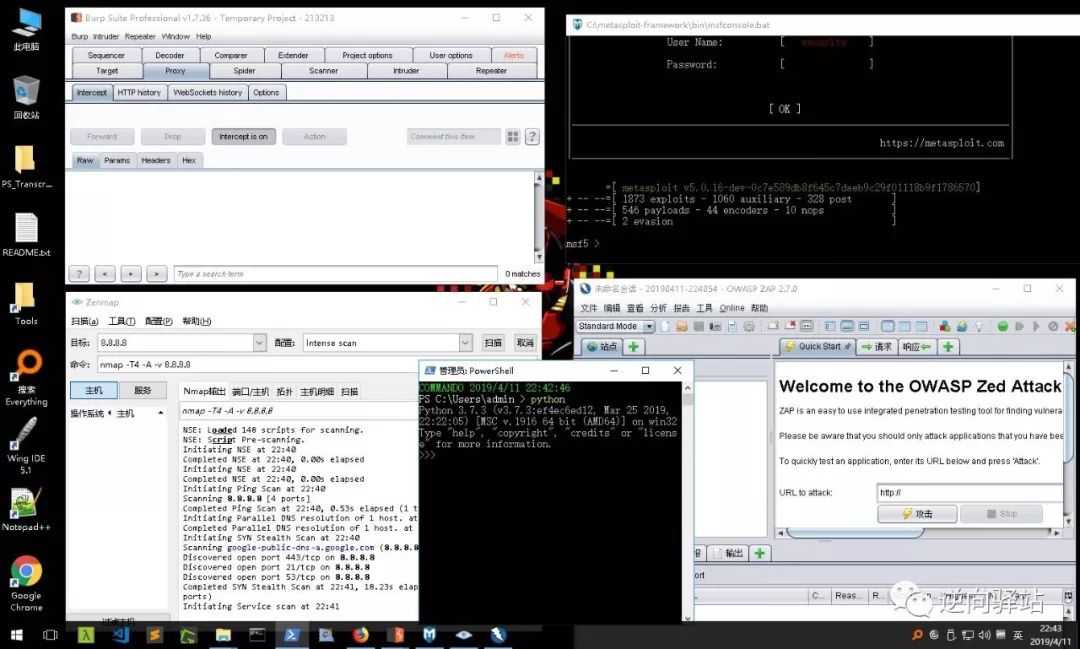 此电脑
回收站
PS_Transcr...
README.txt
Tools
搜索
Everything
Wing IDE
5.1
Notepad++
Google
Chrome
Burp Suite Professional v1.7.36 - Temporary Project - 213213
Burp Intruder Repeater Window Help
Sequencer Decoder Comparer Extender Project options User options Alerts
Target Proxy Spider Scanner Intruder Repeater
Intercept HTTP history WebSockets history Options
Forward Drop Intercept is on Action Comment this item ?
Raw Params Headers Hex
? < + > Type a search term 0 matches
C:\metasploit-framework\bin\msfconsole.bat
User Name: [ security ]
Password: [ ]
[ OK ]
https://metasploit.com
=[ metasploit v5.0.16-dev-0c7e589db8f645c7daeb9c29f01118b9f1786570]
+ -- --=[ 1873 exploits - 1060 auxiliary - 328 post ]
+ -- --=[ 546 payloads - 44 encoders - 10 nops ]
+ -- --=[ 2 evasion ]
msf5 >
Zenmap
扫描(a) 工具(T) 配置(P) 帮助(H)
目标: 8.8.8.8 配置: Intense scan 扫描 取消
命令: nmap -T4 -A -v 8.8.8.8
主机 服务 Nmap输出 端口/主机 拓扑 主机明细 扫描
操作系统 主机 nmap -T4 -A -v 8.8.8.8
NSE: Loaded 148 scripts for scanning.
NSE: Script Pre-scanning.
Initiating NSE at 22:40
Completed NSE at 22:40, 0.00s elapsed
Initiating NSE at 22:40
Completed NSE at 22:40, 0.00s elapsed
Initiating Ping Scan at 22:40
Scanning 8.8.8.8 [4 ports]
Completed Ping Scan at 22:40, 0.53s elapsed (1 t
Initiating Parallel DNS resolution of 1 host. at
Completed Parallel DNS resolution of 1 host. at
Initiating SYN Stealth Scan at 22:40
Scanning google-public-dns-a.google.com (8.8.8.8
Discovered open port 443/tcp on 8.8.8.8
Discovered open port 21/tcp on 8.8.8.8
Discovered open port 53/tcp on 8.8.8.8
Completed SYN Stealth Scan at 22:41, 18.23s elap
ports)
Initiating Service scan at 22:41
管理员: PowerShell
COMMANDO 2019/4/11 22:42:46
PS C:\Users\admin > python
Python 3.7.3 (v3.7.3:ef4ec6ed12, Mar 25 2019,
22:22:05) [MSC v.1916 64 bit (AMD64)] on win32
Type "help", "copyright", "credits" or "licens
e" for more information.
>>>
未命名会话 - 20190411-224054 - OWASP ZAP 2.7.0
文件 编辑 查看 分析 报告 工具 Online 帮助
Standard Mode
站点 Quick Start 请求 响应
Welcome to the OWASP Zed Attack
ZAP is an easy to use integrated penetration testing tool for finding vulnera
Please be aware that you should only attack applications that you have bee
To quickly test an application, enter its URL below and press 'Attack'.
URL to attack: http://
攻击 Stop
输出
ort
C... Reas... R...
逆向驿站
英 22:43
2019/4/11